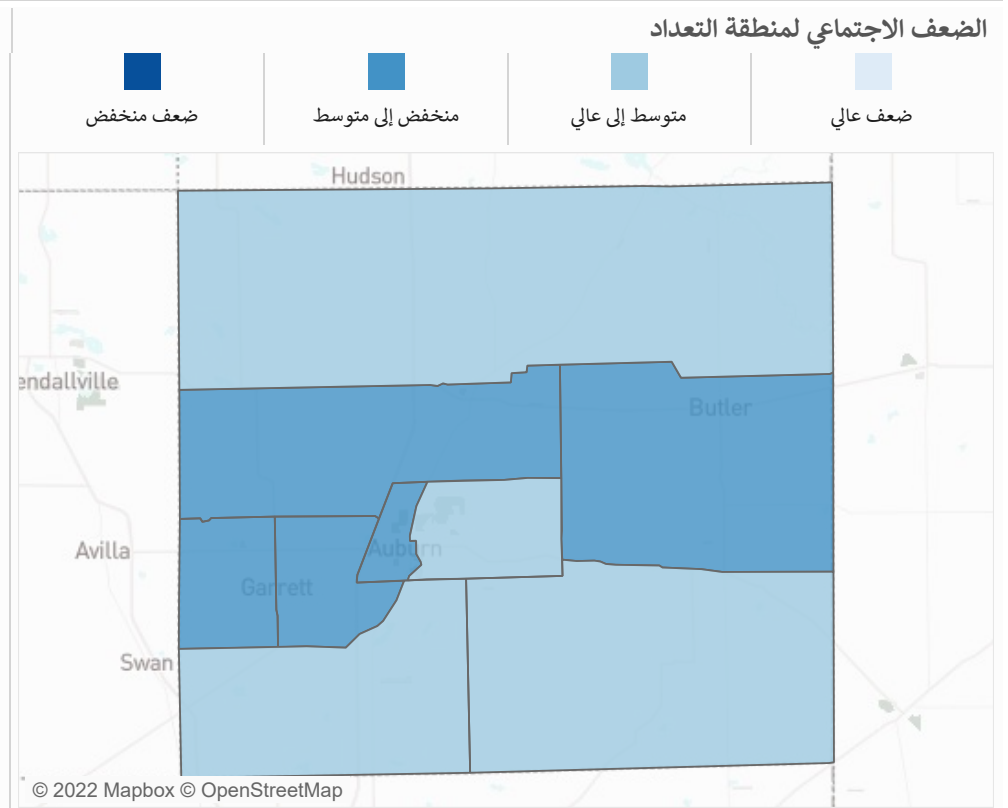 الضعف الاجتماعي لمنطقة التعداد
ضعف عالي
متوسط إلى عالي
منخفض إلى متوسط
ضعف منخفض
Hudson
endallville
Butler
Auburn
Avilla
Garrett
Swan
© 2022 Mapbox © OpenStreetMap